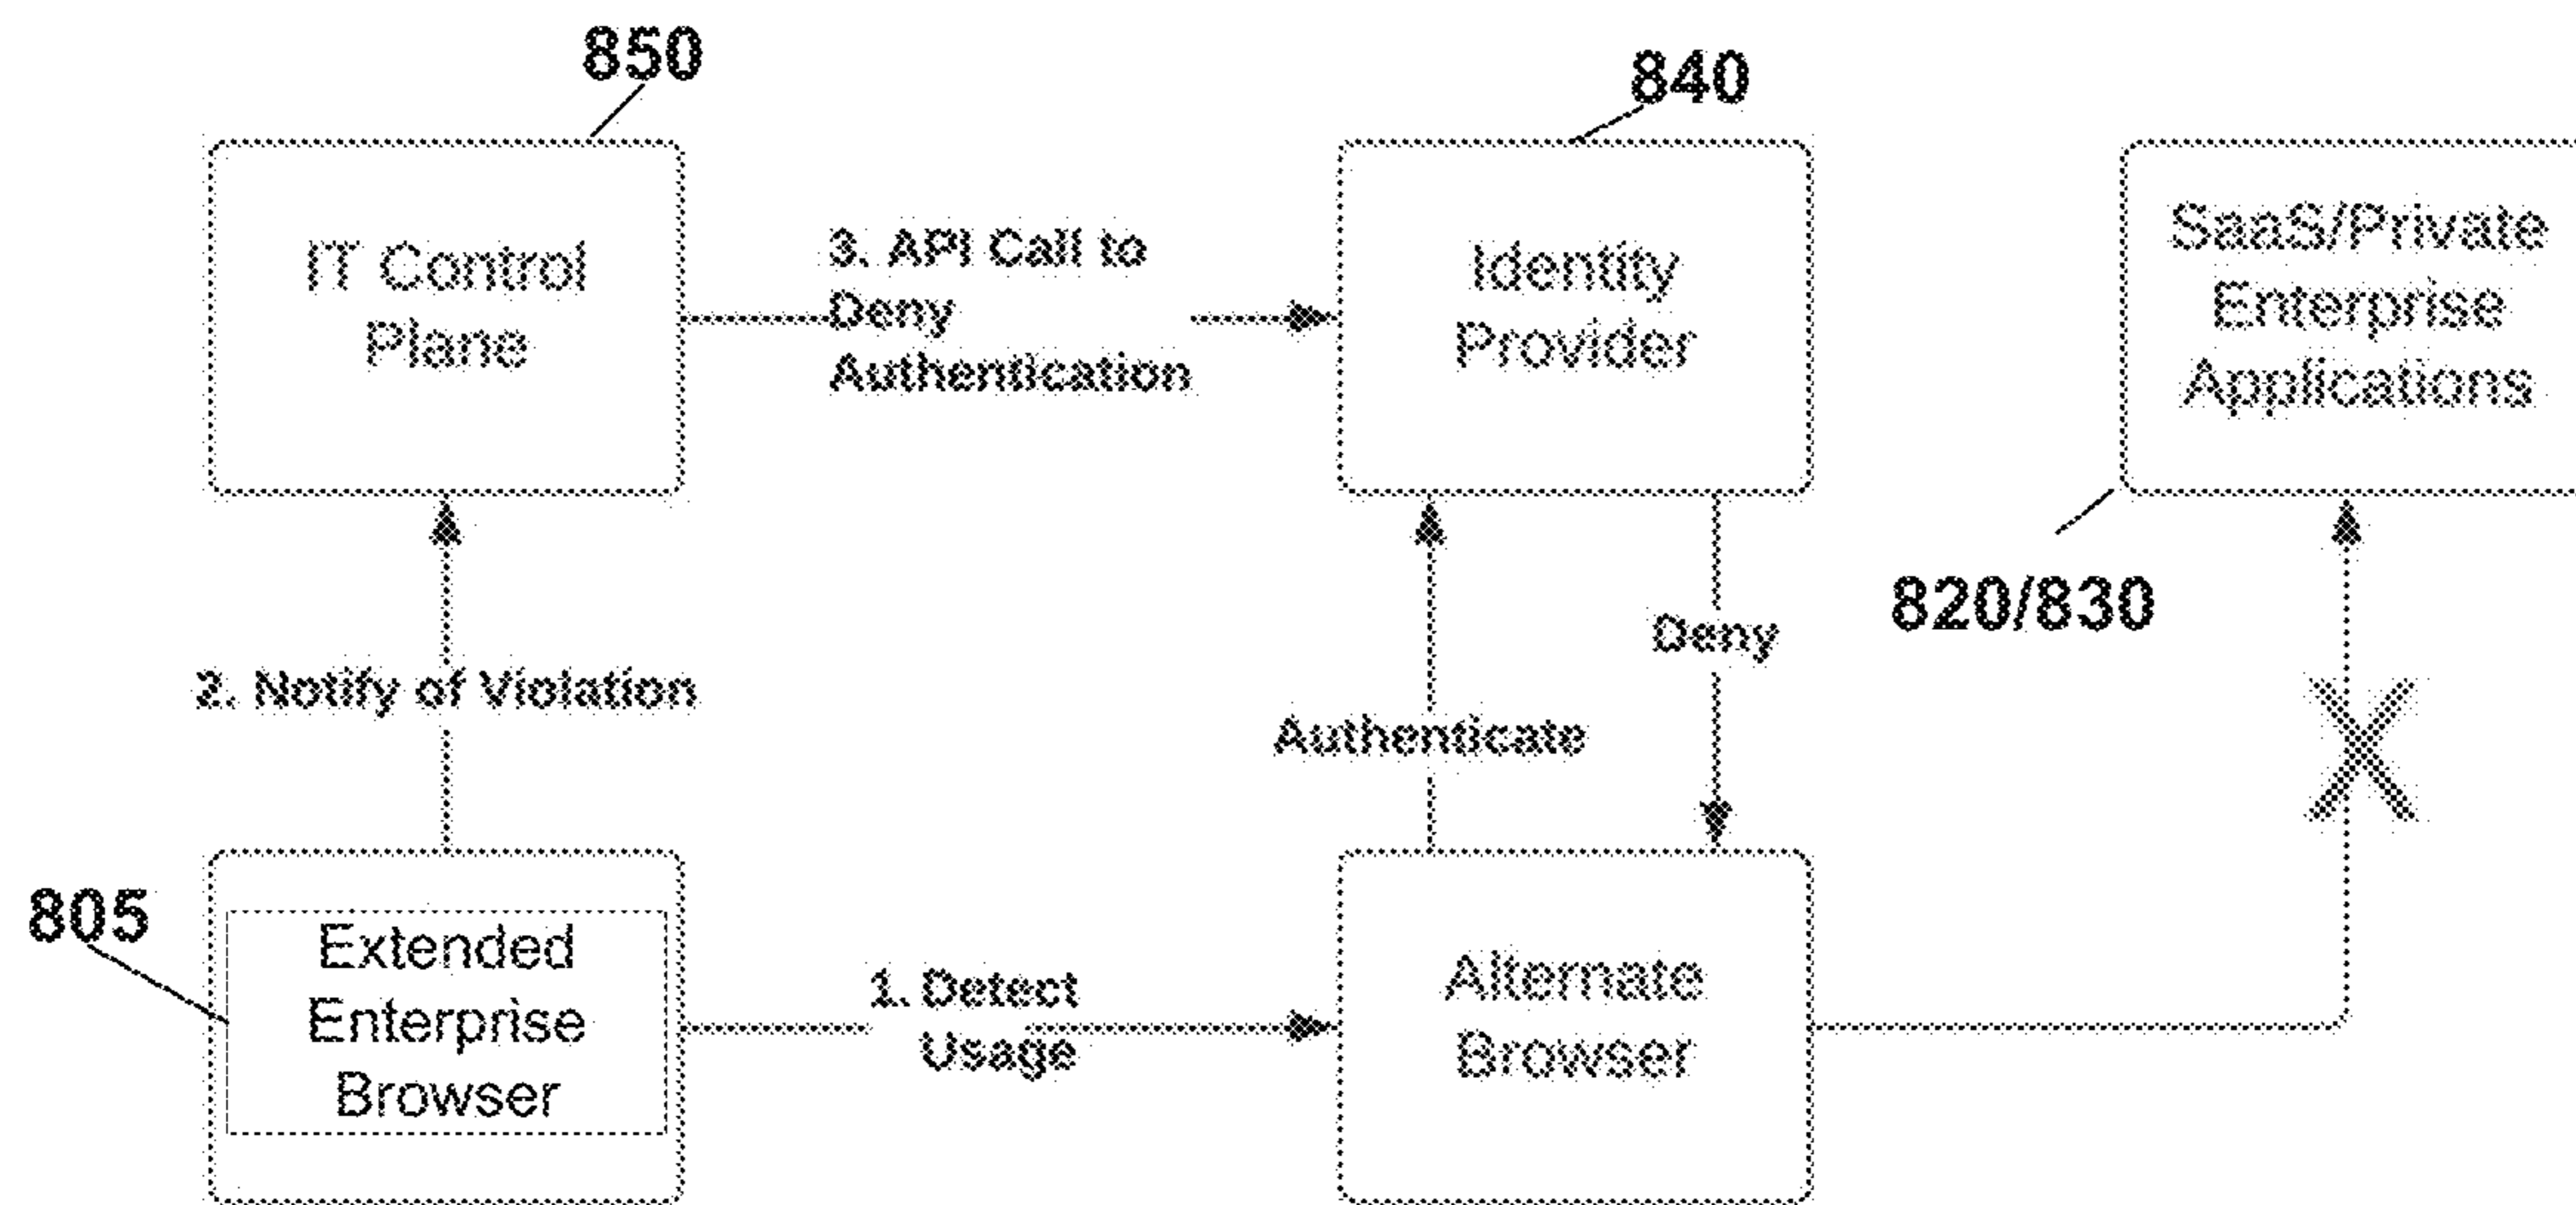 850
840
IT Control
Plane
3. API Call to
Deny
Authentication
Identity
Provider
SaaS/Private
Enterprise
Applications
820/830
2. Notify of Violation
Deny
Authenticate
805
Extended
Enterprise
Browser
1. Detect
Usage
Alternate
Browser
X